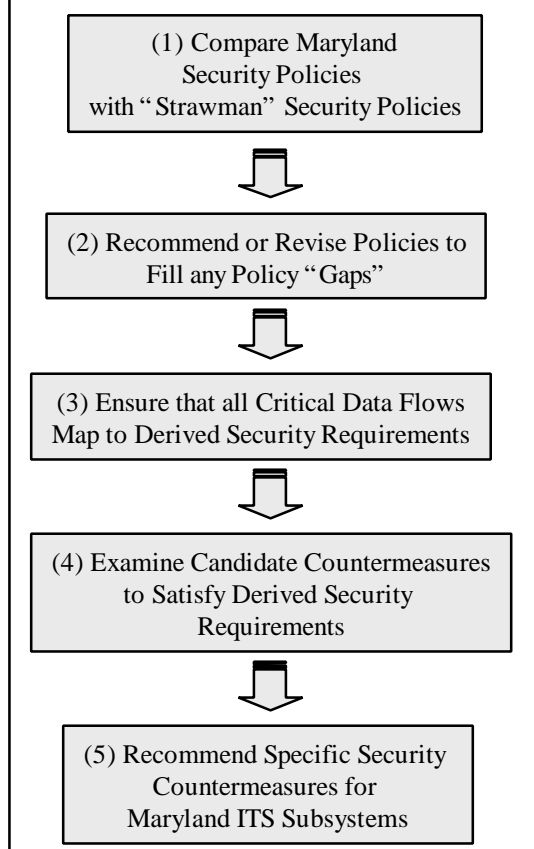 (1) Compare Maryland
Security Policies
with “Strawman” Security Policies
(2) Recommend or Revise Policies to
Fill any Policy “Gaps”
(3) Ensure that all Critical Data Flows
Map to Derived Security Requirements
(4) Examine Candidate Countermeasures
to Satisfy Derived Security
Requirements
(5) Recommend Specific Security
Countermeasures for
Maryland ITS Subsystems